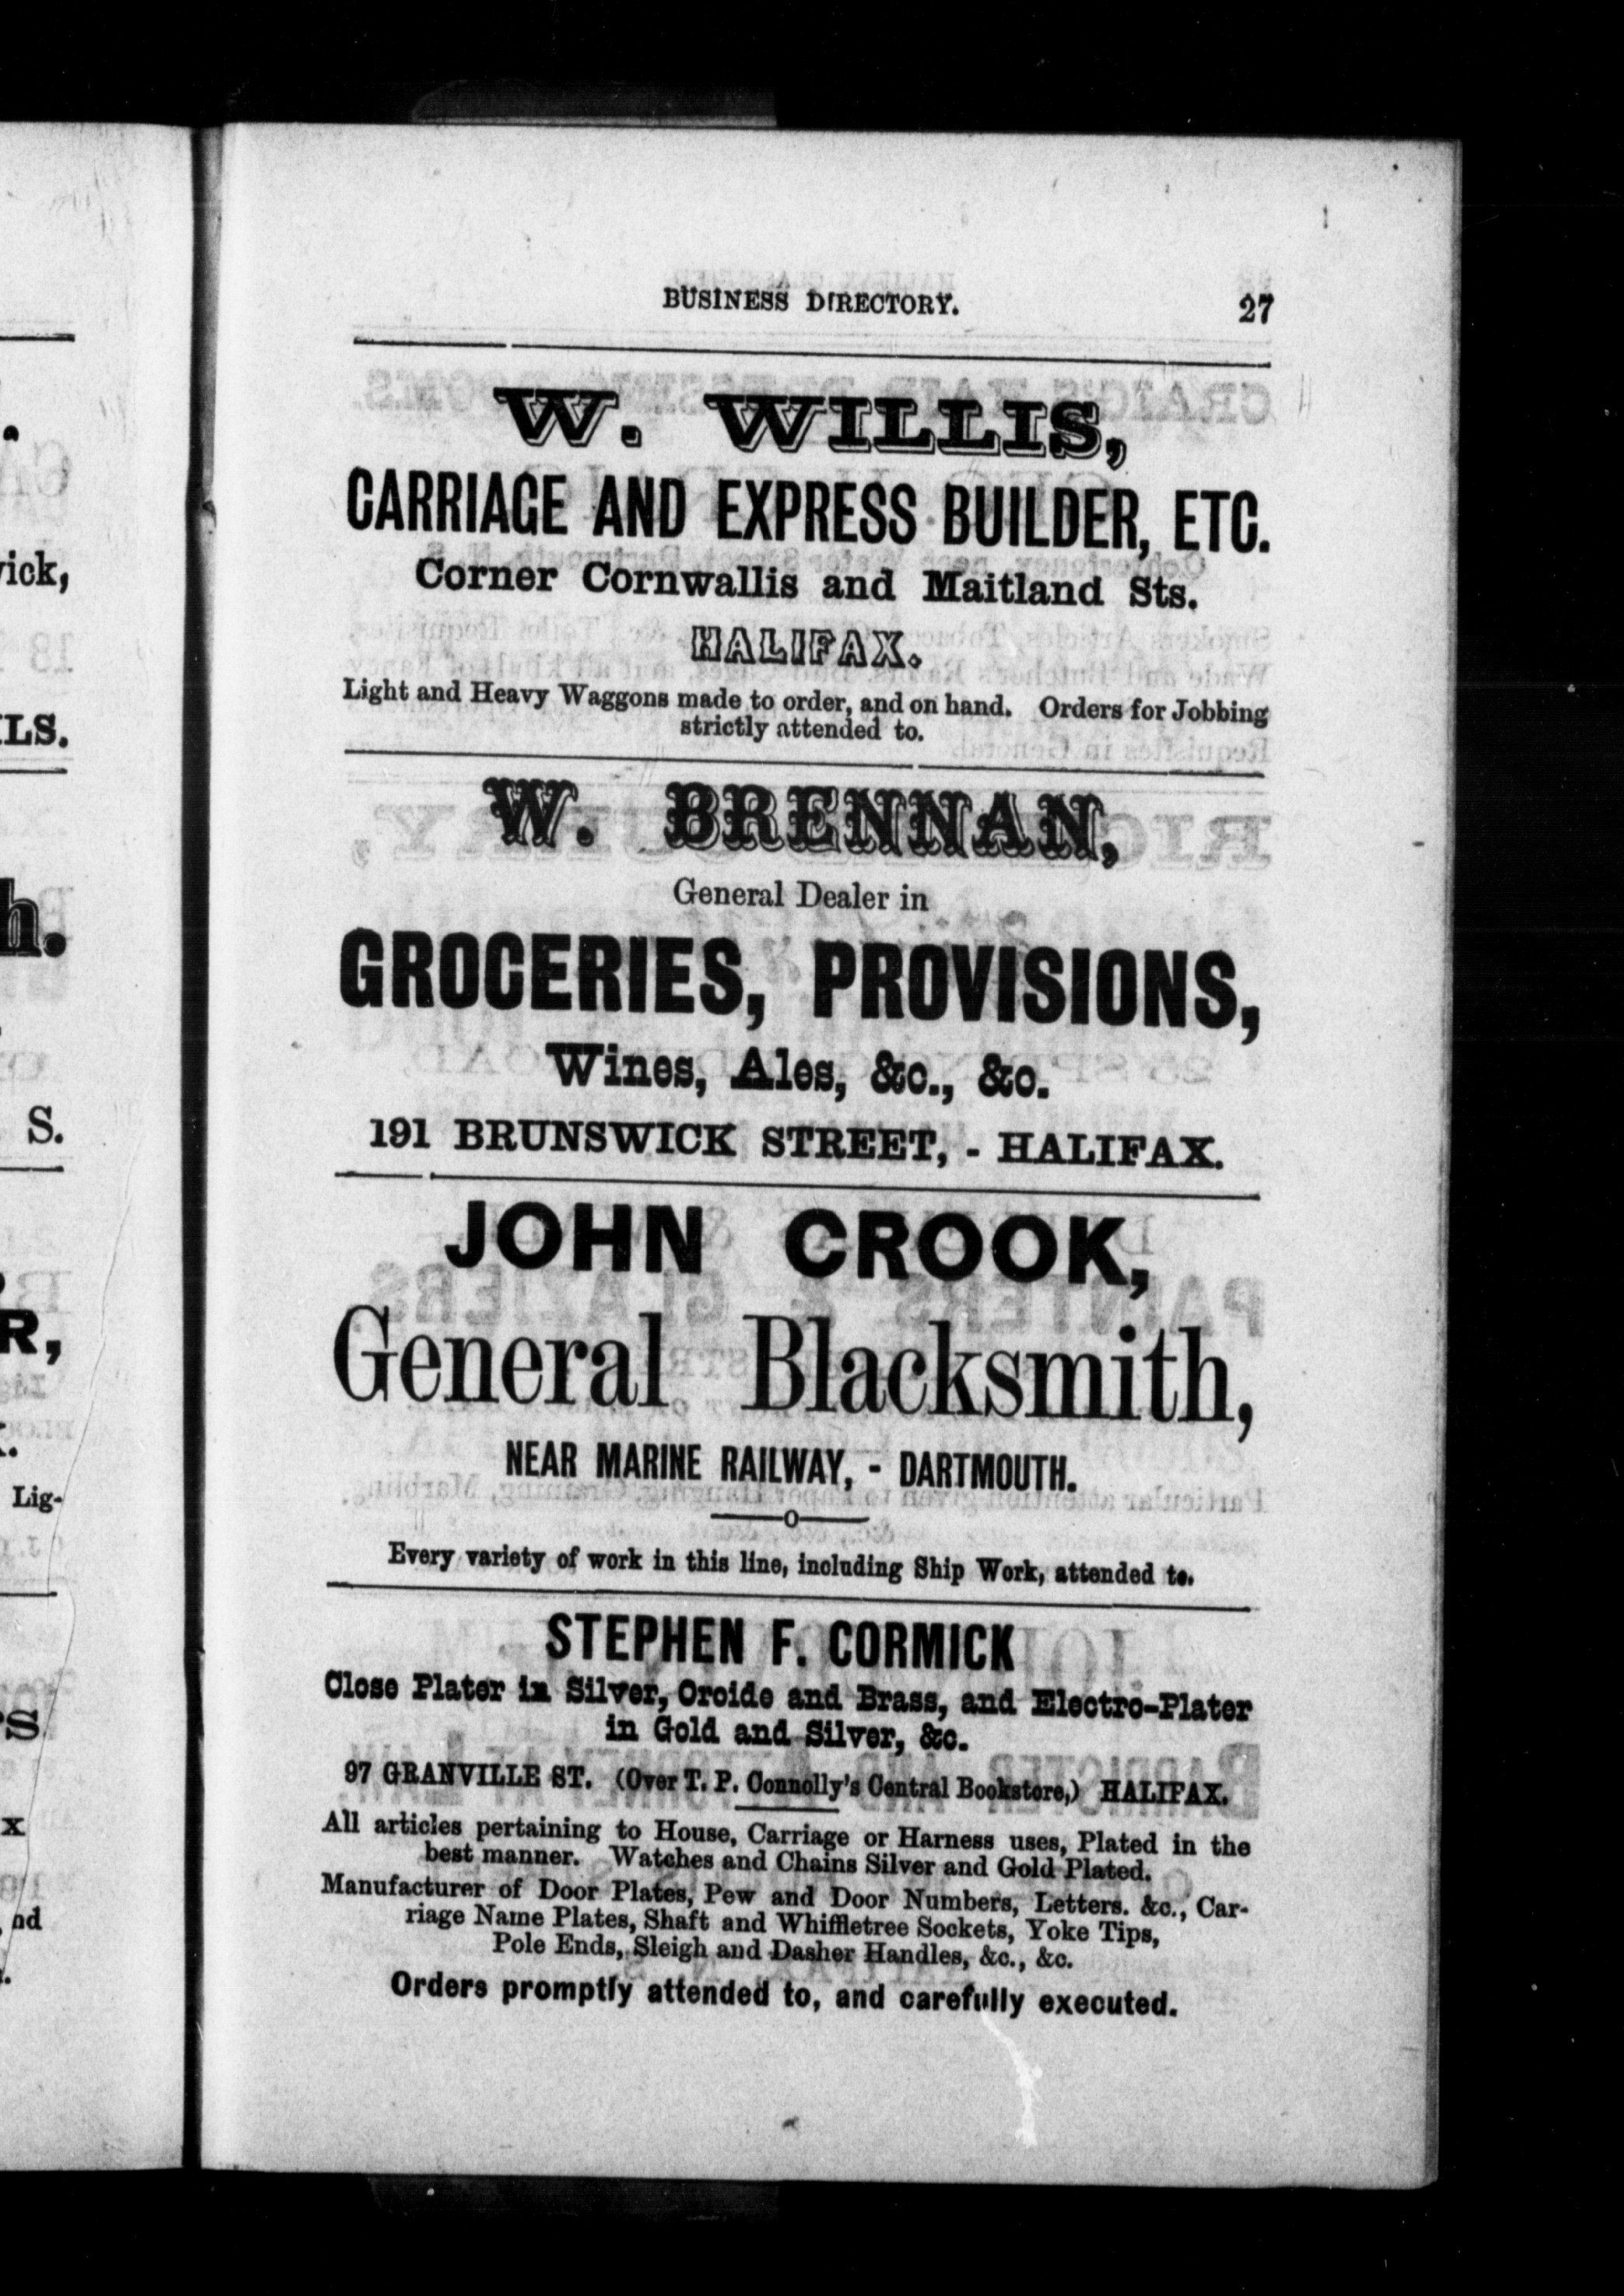 BUSINESS DIRECTORY. 27
W. WILLIS,
CARRIAGE AND EXPRESS BUILDER, ETC.
Corner Cornwallis and Maitland Sts.
HALIFAX.
Light and Heavy Waggons made to order, and on hand. Orders for Jobbing
strictly attended to.
W. BRENNAN,
General Dealer in
GROCERIES, PROVISIONS,
Wines, Ales, &c., &c.
191 BRUNSWICK STREET, - HALIFAX.
JOHN CROOK,
General Blacksmith,
NEAR MARINE RAILWAY, - DARTMOUTH.
Every variety of work in this line, including Ship Work, attended to.
STEPHEN F. CORMICK
Close Plater in Silver, Oroide and Brass, and Electro-Plater
in Gold and Silver, &c.
97 GRANVILLE ST. (Over T. P. Connolly's Central Bookstore,) HALIFAX.
All articles pertaining to House, Carriage or Harness uses, Plated in the
best manner. Watches and Chains Silver and Gold Plated.
Manufacturer of Door Plates, Pew and Door Numbers, Letters. &c., Car-
riage Name Plates, Shaft and Whiffletree Sockets, Yoke Tips,
Pole Ends, Sleigh and Dasher Handles, &c., &c.
Orders promptly attended to, and carefully executed.